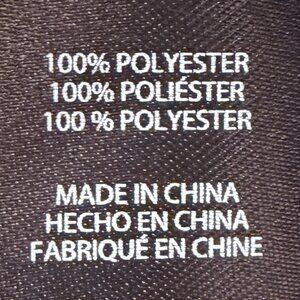 100% POLYESTER
100% POLIÉSTER
100 % POLYESTER
MADE IN CHINA
HECHO EN CHINA
FABRIQUÉ EN CHINE